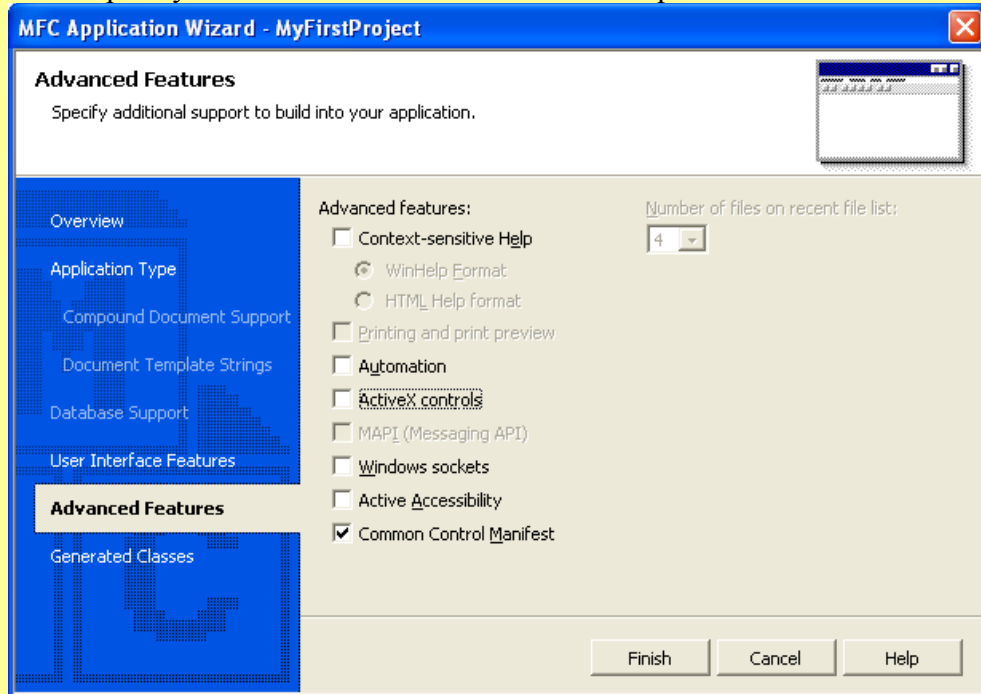 MFC Application Wizard - MyFirstProject
Advanced Features
Specify additional support to build into your application.
Overview
Application Type
Compound Document Support
Document Template Strings
Database Support
User Interface Features
Advanced Features
Generated Classes
Advanced features:
Context-sensitive Help
WinHelp Format
HTML Help format
Printing and print preview
Automation
ActiveX controls
MAPI (Messaging API)
Windows sockets
Active Accessibility
Common Control Manifest
Number of files on recent file list:
4
Finish
Cancel
Help